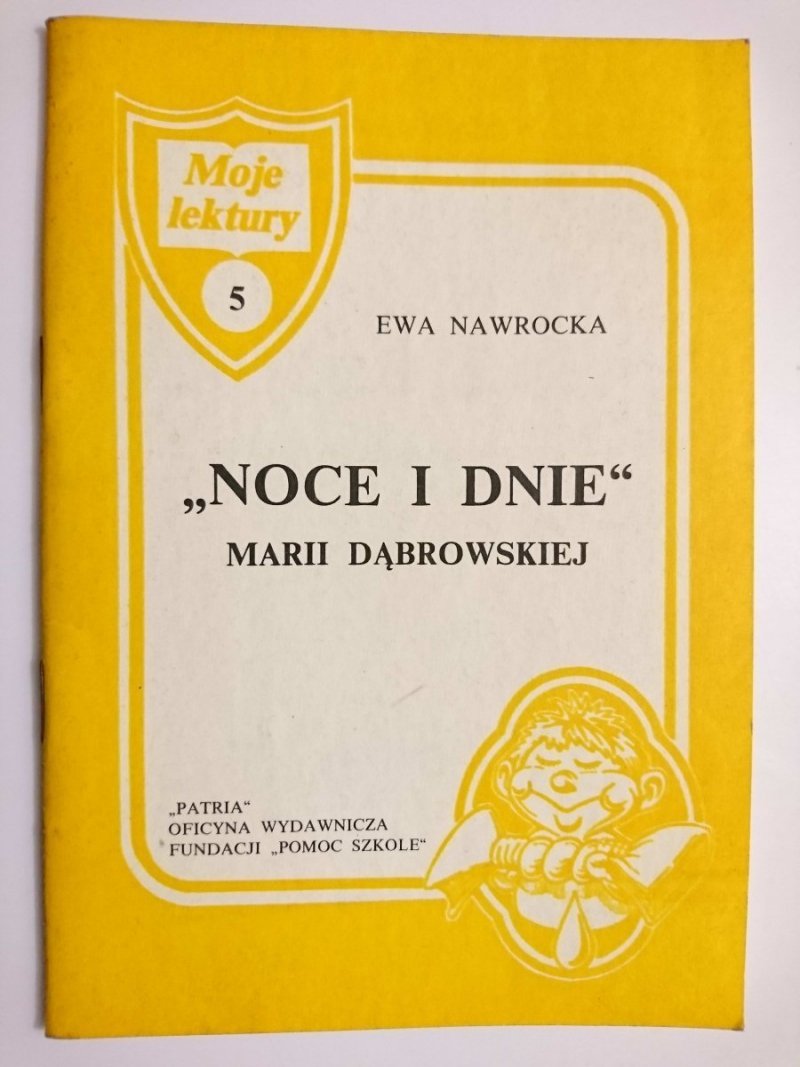 Moje
lektury
5
EWA NAWROCKA
„NOCE I DNIE“
MARII DĄBROWSKIEJ
„PATRIA“
OFICYNA WYDAWNICZA
FUNDACJI „POMOC SZKOLE“